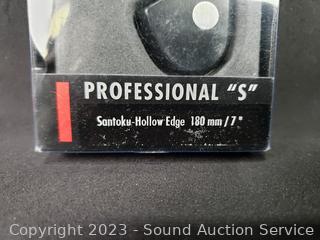 PROFESSIONAL "S"
Santoku-Hollow Edge 180 mm / 7"
Copyright 2023 - Sound Auction Service